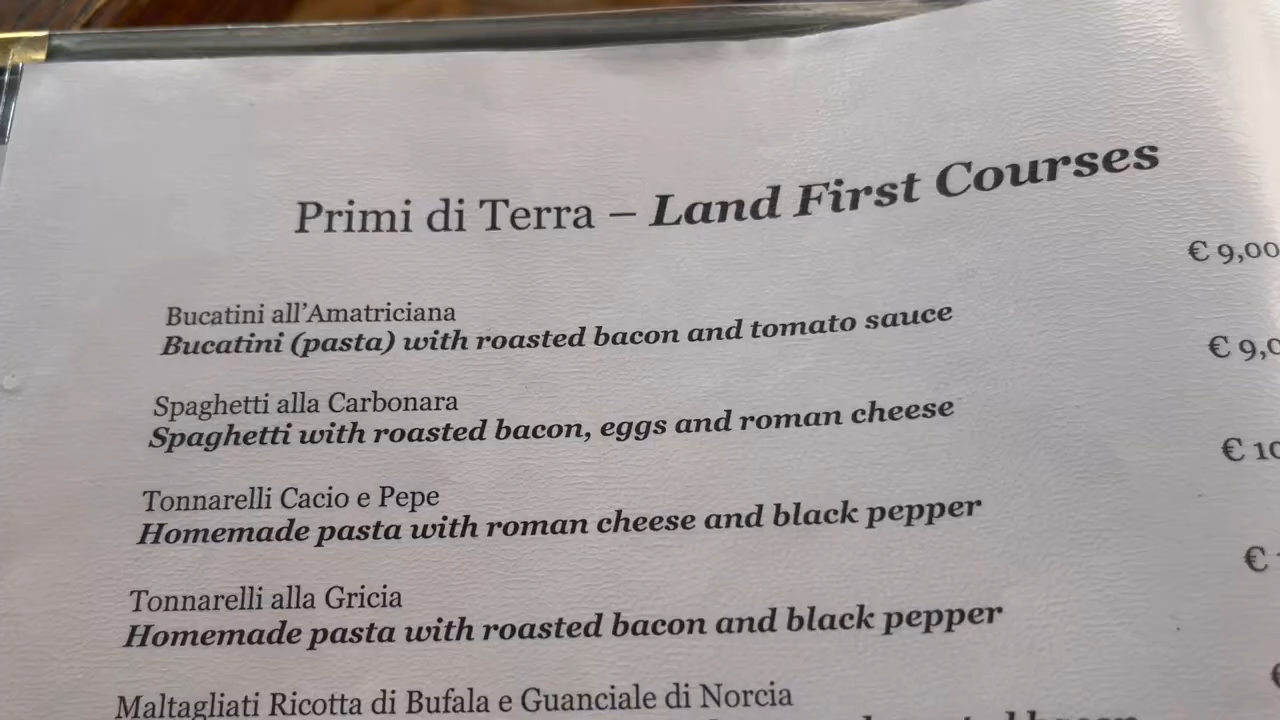 Primi di Terra – Land First Courses
€ 9,00
Bucatini all'Amatriciana
Bucatini (pasta) with roasted bacon and tomato sauce
Spaghetti alla Carbonara
Spaghetti with roasted bacon, eggs and roman cheese
Tonnarelli Cacio e Pepe
Homemade pasta with roman cheese and black pepper
Tonnarelli alla Gricia
Homemade pasta with roasted bacon and black pepper
Maltagliati Ricotta di Bufala e Guanciale di Norcia